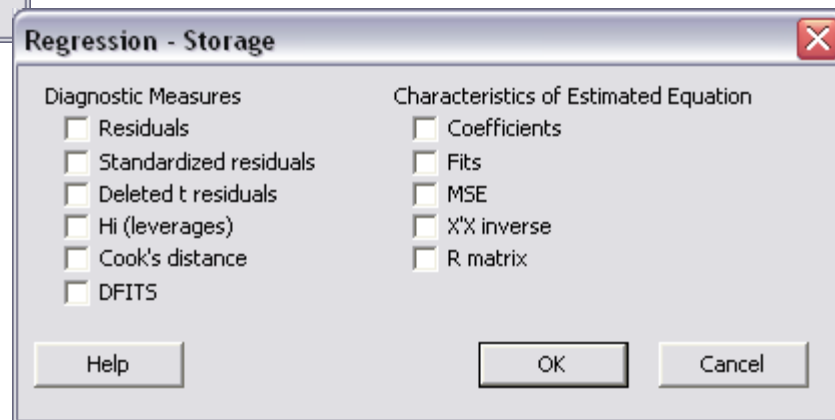 Regression - Storage
Diagnostic Measures
Residuals
Standardized residuals
Deleted t residuals
Hi (leverages)
Cook's distance
DFITS
Characteristics of Estimated Equation
Coefficients
Fits
MSE
X'X inverse
R matrix
Help
OK
Cancel